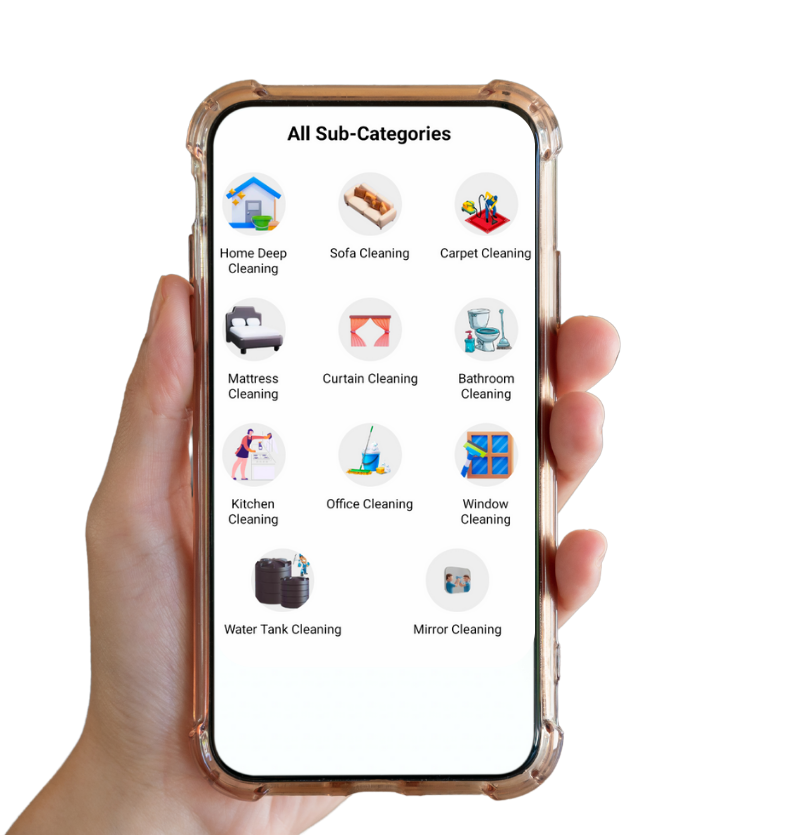 All Sub-Categories
Home Deep
Cleaning
Sofa Cleaning
Carpet Cleaning
Mattress
Cleaning
Curtain Cleaning
Bathroom
Cleaning
Kitchen
Cleaning
Office Cleaning
Window
Cleaning
Water Tank Cleaning
Mirror Cleaning